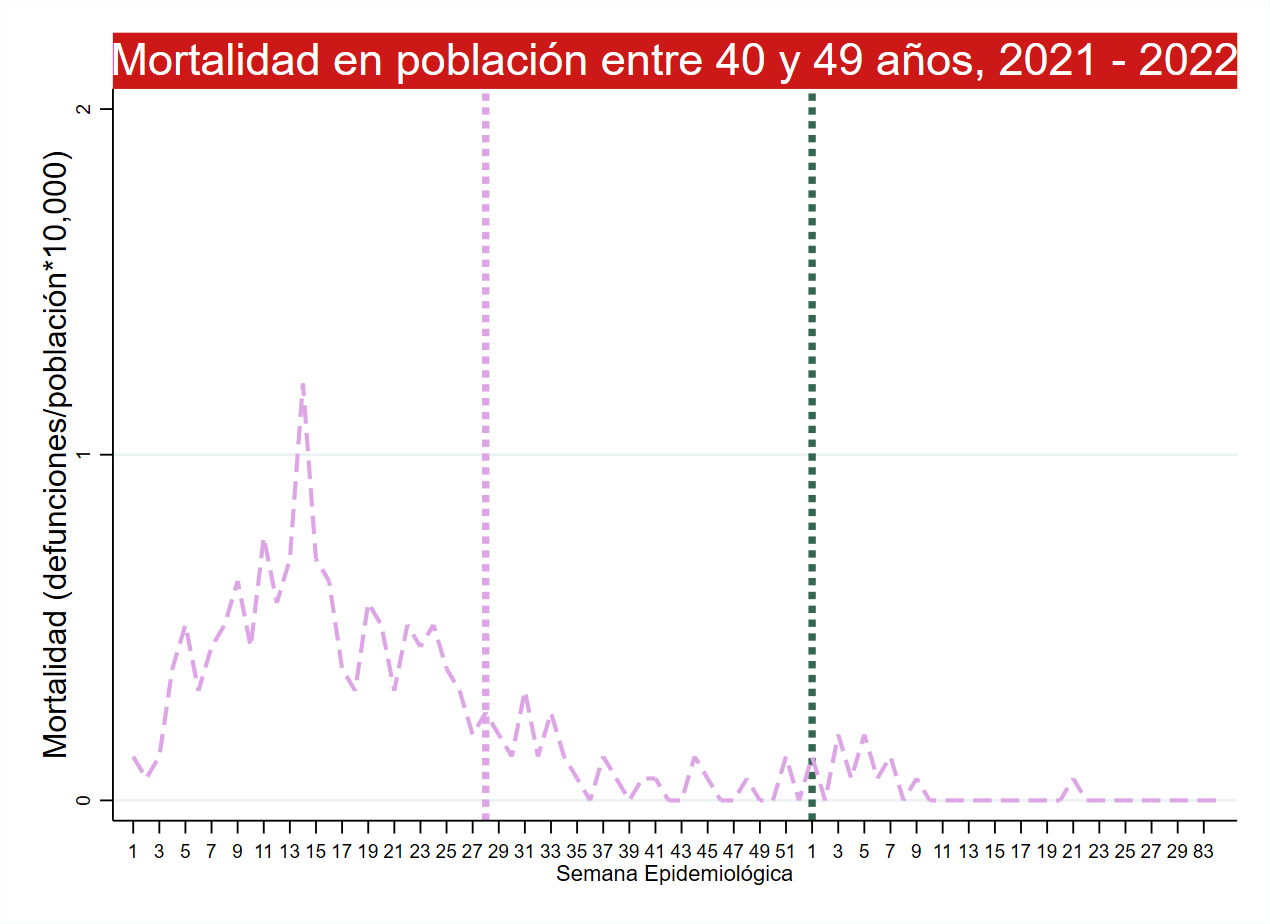 Mortalidad en población entre 40 y 49 años, 2021 - 2022
Mortalidad (defunciones/población*10,000)
2
1
0
1 3 5 7 9 11 13 15 17 19 21 23 25 27 29 31 33 35 37 39 41 43 45 47 49 51 1 3 5 7 9 11 13 15 17 19 21 23 25 27 29 83
Semana Epidemiológica